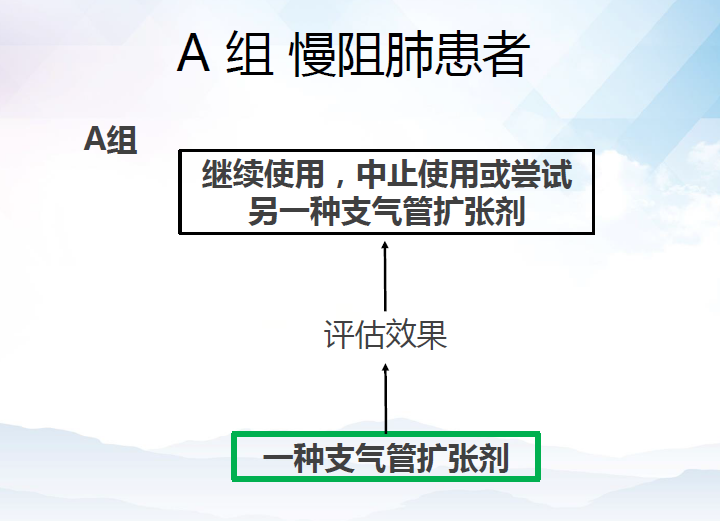 A 组 慢阻肺患者
A组
继续使用，中止使用或尝试
另一种支气管扩张剂
评估效果
一种支气管扩张剂